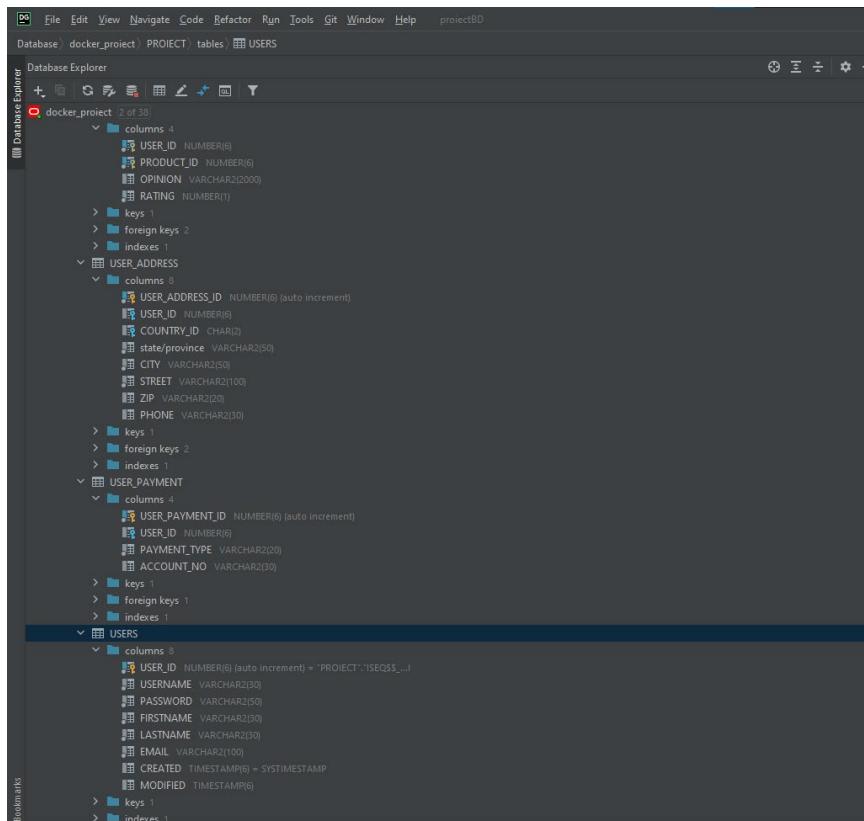 DG File Edit View Navigate Code Refactor Run Tools Git Window Help proiectBD
Database docker_proiect PROIECT tables USERS
Database Explorer
Database Explorer
docker_proiect 2 of 38
columns 4
USER_ID NUMBER(6)
PRODUCT_ID NUMBER(6)
OPINION VARCHAR2(2000)
RATING NUMBER(1)
keys 1
foreign keys 2
indexes 1
USER_ADDRESS
columns 8
USER_ADDRESS_ID NUMBER(6) (auto increment)
USER_ID NUMBER(6)
COUNTRY_ID CHAR(2)
state/province VARCHAR2(50)
CITY VARCHAR2(50)
STREET VARCHAR2(100)
ZIP VARCHAR2(20)
PHONE VARCHAR2(30)
keys 1
foreign keys 2
indexes 1
USER_PAYMENT
columns 4
USER_PAYMENT_ID NUMBER(6) (auto increment)
USER_ID NUMBER(6)
PAYMENT_TYPE VARCHAR2(20)
ACCOUNT_NO VARCHAR2(30)
keys 1
foreign keys 1
indexes 1
USERS
columns 8
USER_ID NUMBER(6) (auto increment) = "PROIECT"."ISEQ$$_...l
USERNAME VARCHAR2(30)
PASSWORD VARCHAR2(50)
FIRSTNAME VARCHAR2(30)
LASTNAME VARCHAR2(30)
EMAIL VARCHAR2(100)
CREATED TIMESTAMP(6) = SYSTIMESTAMP
MODIFIED TIMESTAMP(6)
keys 1
indexes 1
Bookmarks